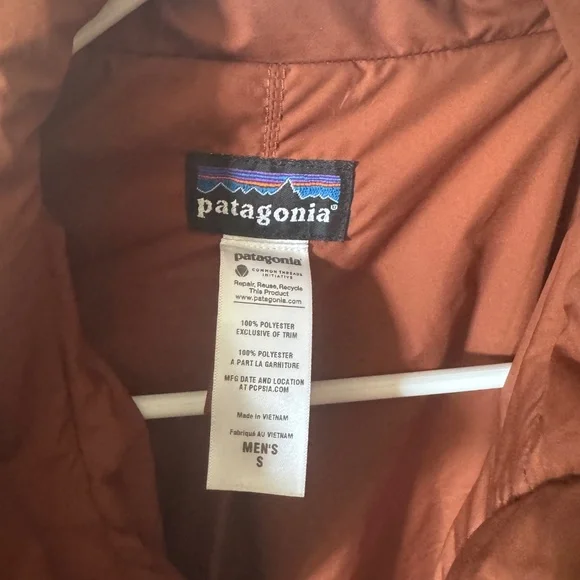 patagonia®
patagonia®
COMMON THREADS
INITIATIVE
Repair, Reuse, Recycle
This Product
www.patagonia.com
100% POLYESTER
EXCLUSIVE OF TRIM
100% POLYESTER
A PART LA GARNITURE
MFG DATE AND LOCATION
AT PCPSIA.COM
Made in VIETNAM
Fabriqué AU VIETNAM
MEN'S
S